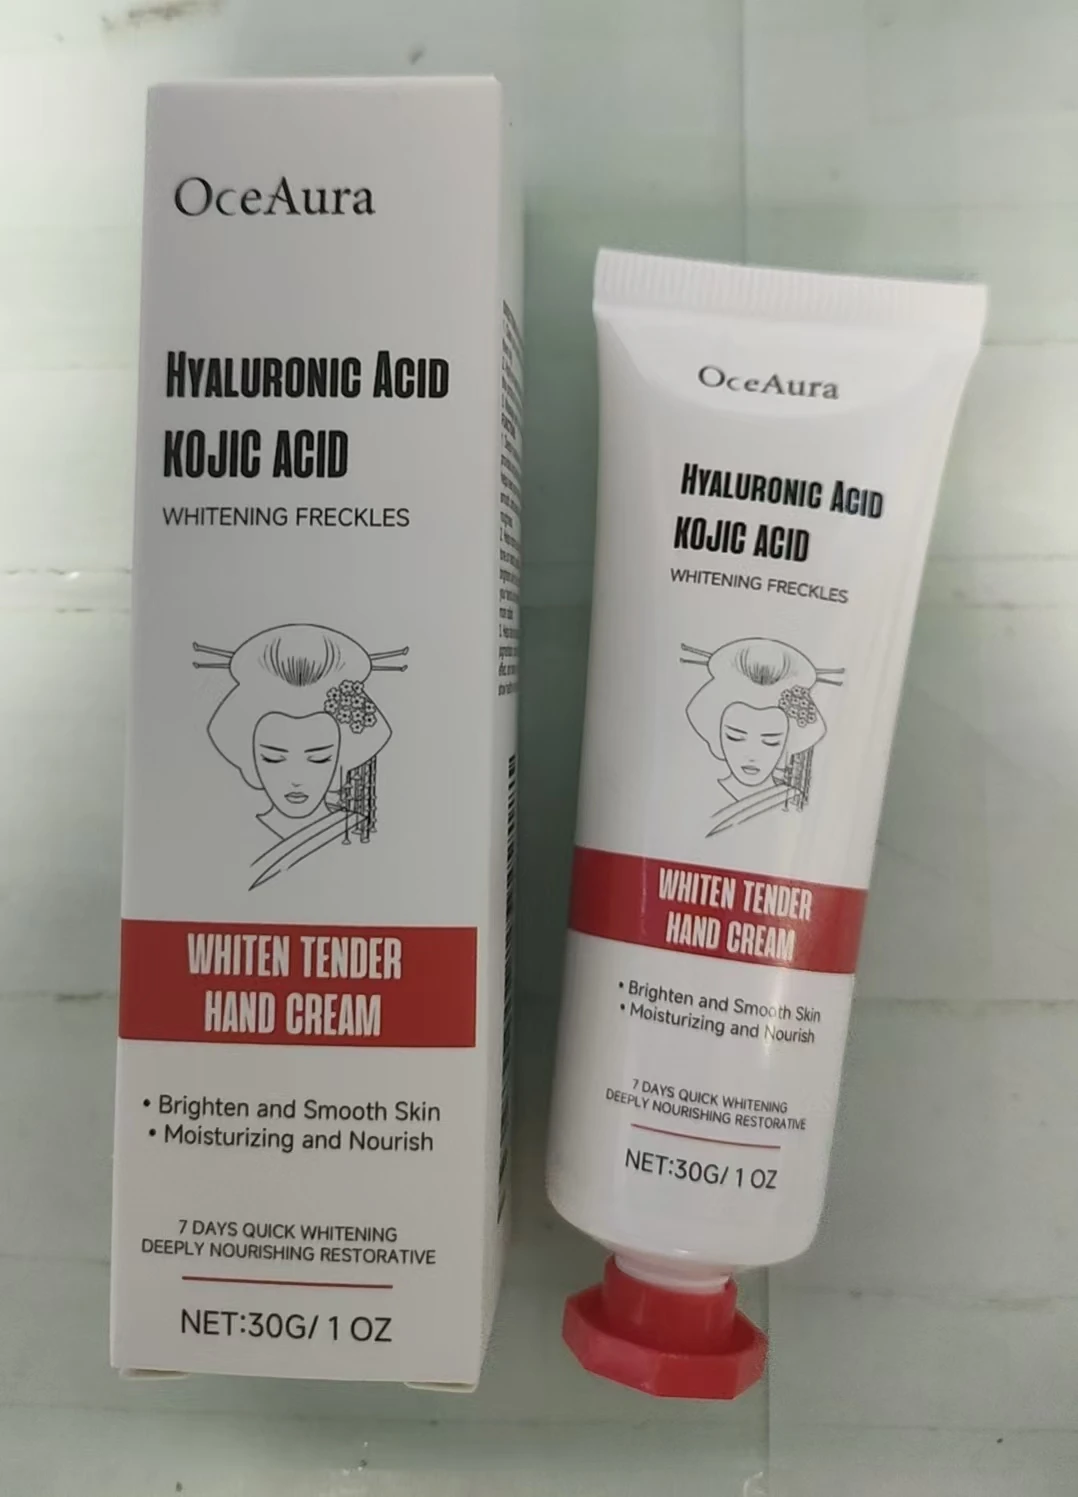 OceAura
HYALURONIC ACID
KOJIC ACID
WHITENING FRECKLES
WHITEN TENDER
HAND CREAM
• Brighten and Smooth Skin
• Moisturizing and Nourish
7 DAYS QUICK WHITENING
DEEPLY NOURISHING RESTORATIVE
NET:30G/ 1 OZ
OceAura
HYALURONIC ACID
KOJIC ACID
WHITENING FRECKLES
WHITEN TENDER
HAND CREAM
• Brighten and Smooth Skin
• Moisturizing and Nourish
7 DAYS QUICK WHITENING
DEEPLY NOURISHING RESTORATIVE
NET:30G/ 1 OZ